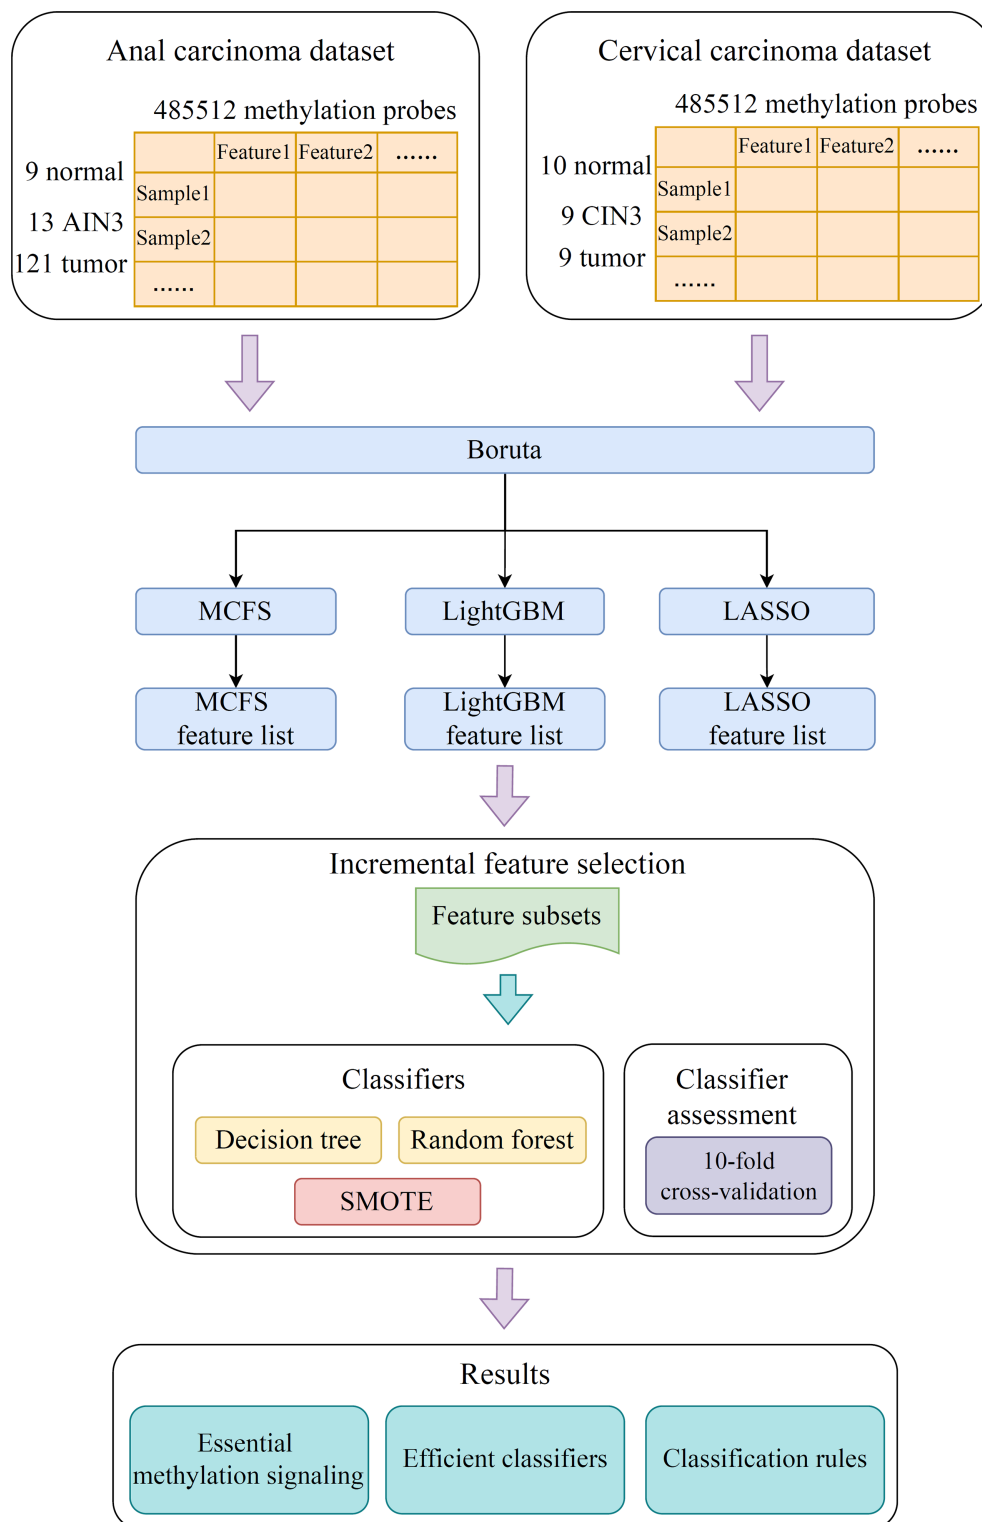 Anal carcinoma dataset
485512 methylation probes
Feature1 Feature2 ......
9 normal
Sample1
13 AIN3
Sample2
121 tumor
......
Cervical carcinoma dataset
485512 methylation probes
Feature1 Feature2 ......
10 normal
Sample1
9 CIN3
Sample2
9 tumor
......
Boruta
MCFS
LightGBM
LASSO
MCFS
feature list
LightGBM
feature list
LASSO
feature list
Incremental feature selection
Feature subsets
Classifiers
Decision tree
Random forest
SMOTE
Classifier
assessment
10-fold
cross-validation
Results
Essential
methylation signaling
Efficient classifiers
Classification rules